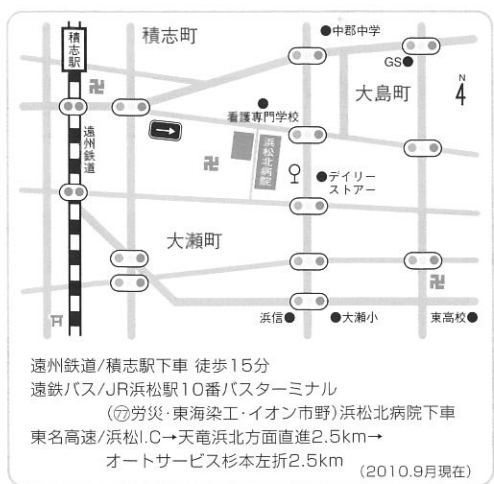 積志駅
積志町
中郡中学
GS
大島町
N
看護専門学校
遠州鉄道
浜松北病院
デイリー
ストアー
大瀬町
浜信
大瀬小
東高校
遠州鉄道/積志駅下車 徒歩15分
遠鉄バス/JR浜松駅10番バスターミナル
(㋆労災・東海染工・イオン市野)浜松北病院下車
東名高速/浜松I.C→天竜浜北方面直進2.5km→
オートサービス杉本左折2.5km
(2010.9月現在)